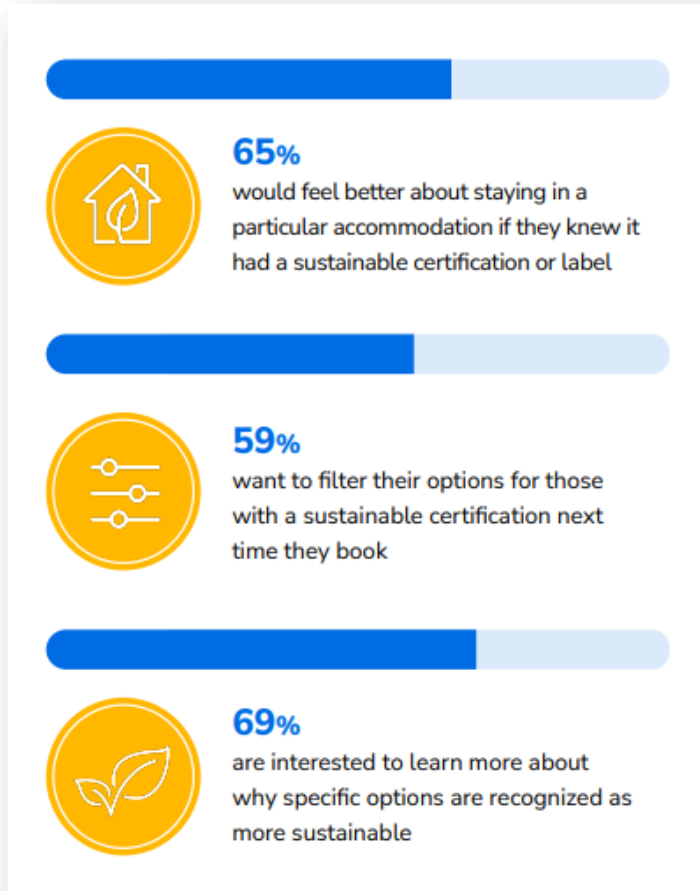 65%
would feel better about staying in a
particular accommodation if they knew it
had a sustainable certification or label
59%
want to filter their options for those
with a sustainable certification next
time they book
69%
are interested to learn more about
why specific options are recognized as
more sustainable